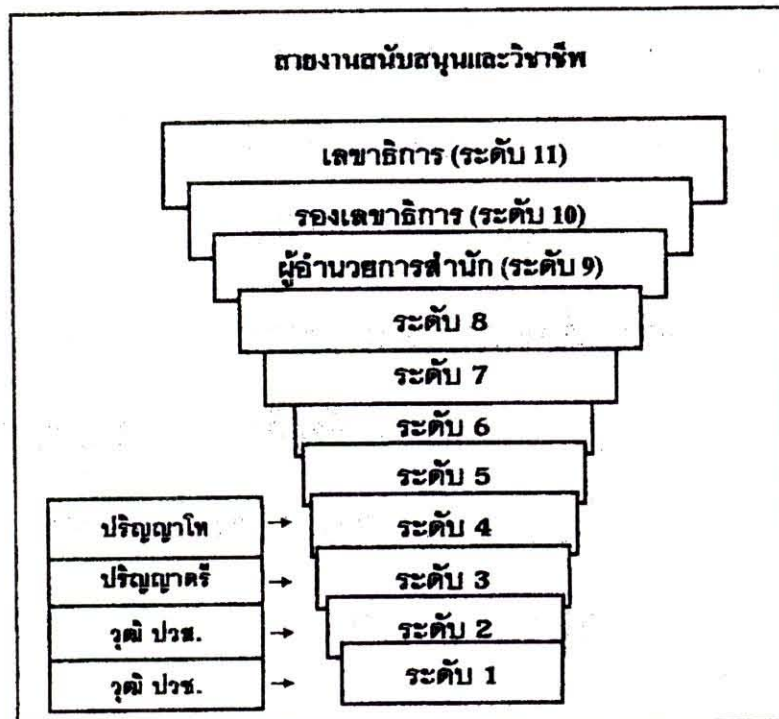 สายงานสนับสนุนและวิชาชีพ
เลขาธิการ (ระดับ 11)
รองเลขาธิการ (ระดับ 10)
ผู้อำนวยการสำนัก (ระดับ 9)
ระดับ 8
ระดับ 7
ระดับ 6
ระดับ 5
ปริญญาโท → ระดับ 4
ปริญญาตรี → ระดับ 3
วุฒิ ปวส. → ระดับ 2
วุฒิ ปวช. → ระดับ 1